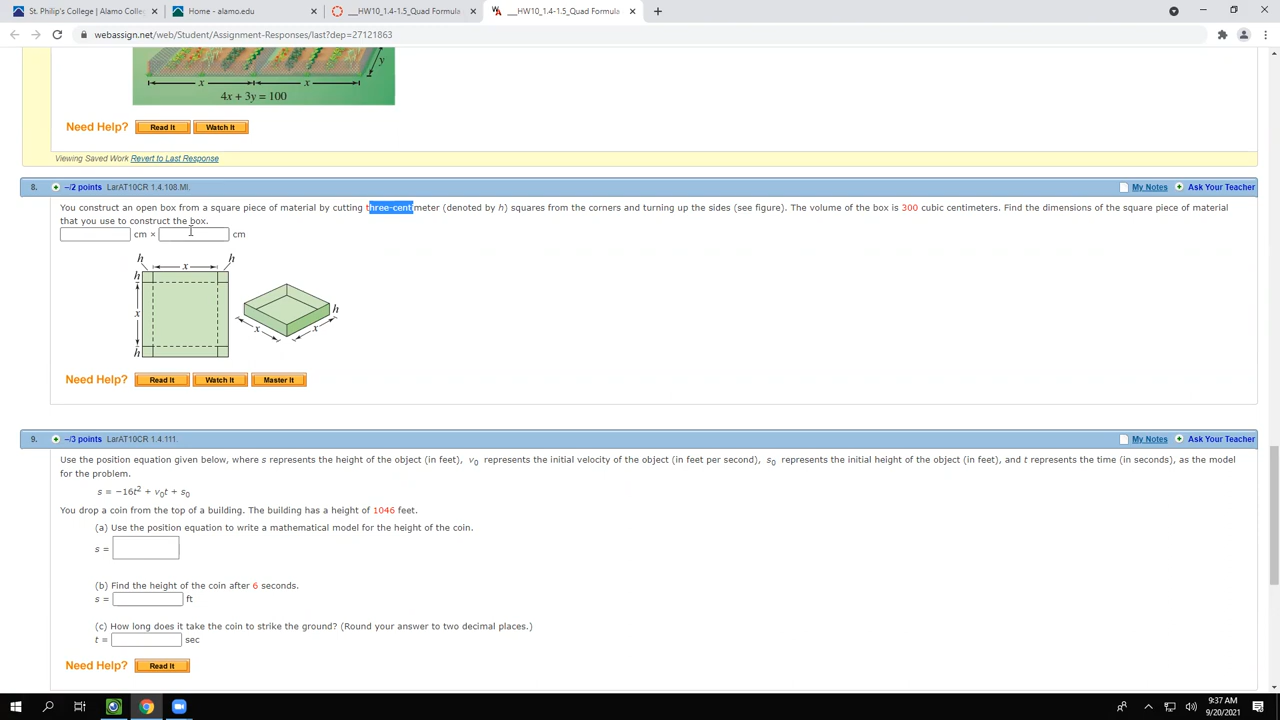 St. Philip's College | Alamo Colle
Home - alamo.edu
__HW10_1.4-1.5_Quad Formula
__HW10_1.4-1.5_Quad Formula
webassign.net/web/Student/Assignment-Responses/last?dep=27121863
y
x x
4x + 3y = 100
Need Help? Read It Watch It
Viewing Saved Work Revert to Last Response
8. –/2 points LarAT10CR 1.4.108.MI. My Notes Ask Your Teacher
You construct an open box from a square piece of material by cutting three-centimeter (denoted by h) squares from the corners and turning up the sides (see figure). The volume of the box is 300 cubic centimeters. Find the dimensions of the square piece of material
that you use to construct the box.
cm × cm
h h
x
h
h
x
x x
h
Need Help? Read It Watch It Master It
9. –/3 points LarAT10CR 1.4.111. My Notes Ask Your Teacher
Use the position equation given below, where s represents the height of the object (in feet), v0 represents the initial velocity of the object (in feet per second), s0 represents the initial height of the object (in feet), and t represents the time (in seconds), as the model
for the problem.
s = −16t² + v0t + s0
You drop a coin from the top of a building. The building has a height of 1046 feet.
(a) Use the position equation to write a mathematical model for the height of the coin.
s =
(b) Find the height of the coin after 6 seconds.
s = ft
(c) How long does it take the coin to strike the ground? (Round your answer to two decimal places.)
t = sec
Need Help? Read It
9:37 AM
9/20/2021